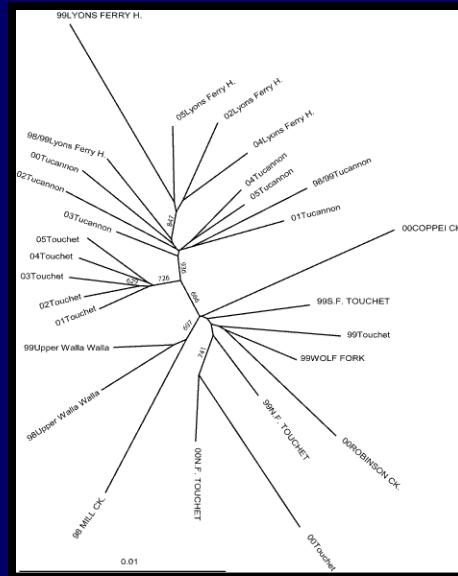 99LYONS FERRY H.
05Lyons Ferry H.
02Lyons Ferry H.
04Lyons Ferry H.
98/99Lyons Ferry H.
00Tucannon
02Tucannon
03Tucannon
04Tucannon
05Tucannon
98/99Tucannon
01Tucannon
847
936
00COPPEI CK.
05Touchet
04Touchet
03Touchet
02Touchet
01Touchet
726
666
99S.F. TOUCHET
99Touchet
99WOLF FORK
697
741
99Upper Walla Walla
98Upper Walla Walla
99N.F. TOUCHET
00ROBINSON CK.
98 MILL CK.
00N.F. TOUCHET
00Touchet
0.01